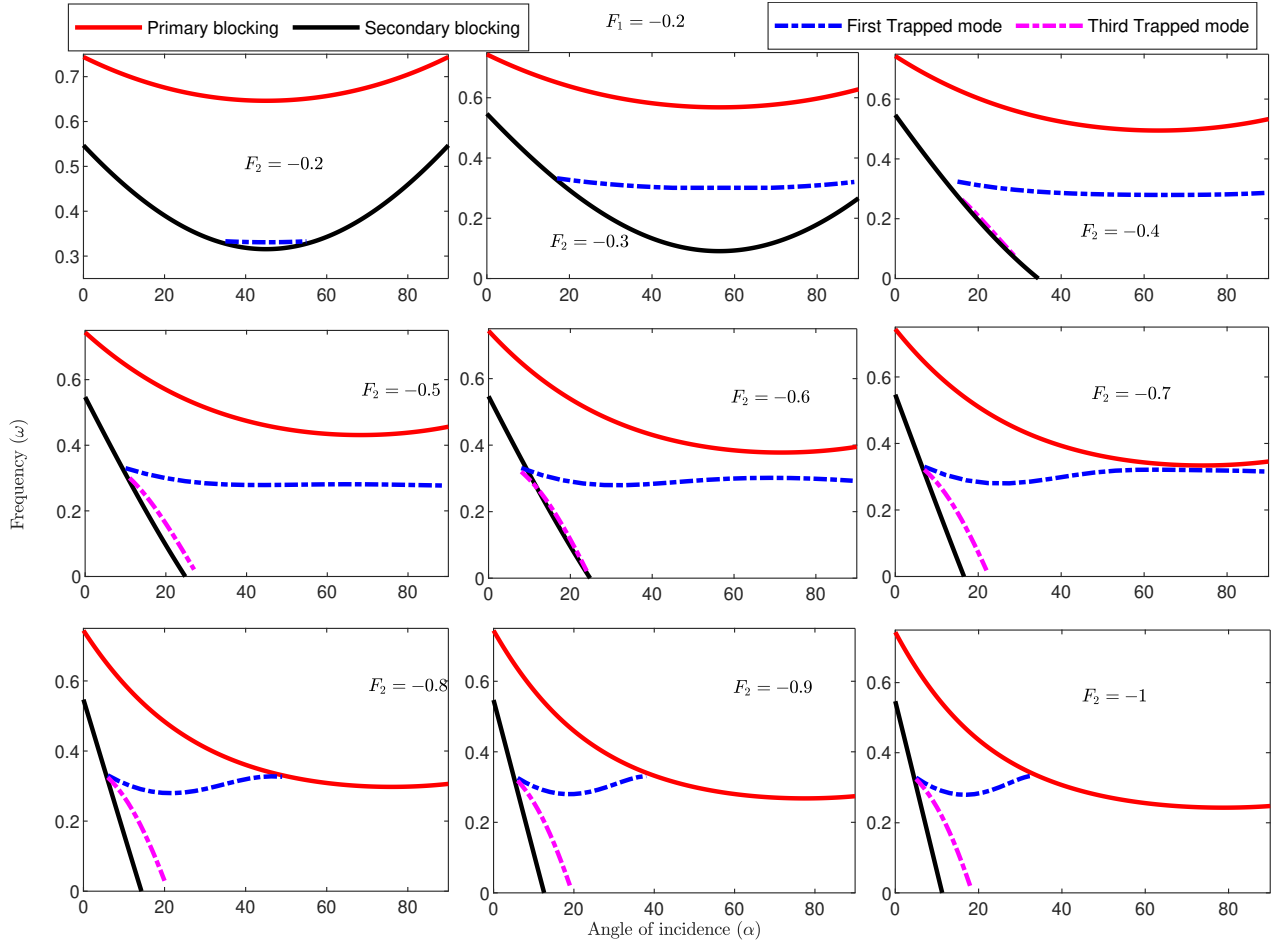 F₁ = −0.2
Primary blocking Secondary blocking
First Trapped mode Third Trapped mode
Frequency (ω)
0.7
0.6
0.5
0.4
0.3
F₂ = −0.2
0 20 40 60 80
0.6
0.4
0.2
0
F₂ = −0.3
0 20 40 60 80
0.6
0.4
0.2
0
F₂ = −0.4
0 20 40 60 80
0.6
0.4
0.2
0
F₂ = −0.5
0 20 40 60 80
0.6
0.4
0.2
0
F₂ = −0.6
0 20 40 60 80
0.6
0.4
0.2
0
F₂ = −0.7
0 20 40 60 80
0.6
0.4
0.2
0
F₂ = −0.8
0 20 40 60 80
0.6
0.4
0.2
0
F₂ = −0.9
0 20 40 60 80
0.6
0.4
0.2
0
F₂ = −1
0 20 40 60 80
Angle of incidence (α)